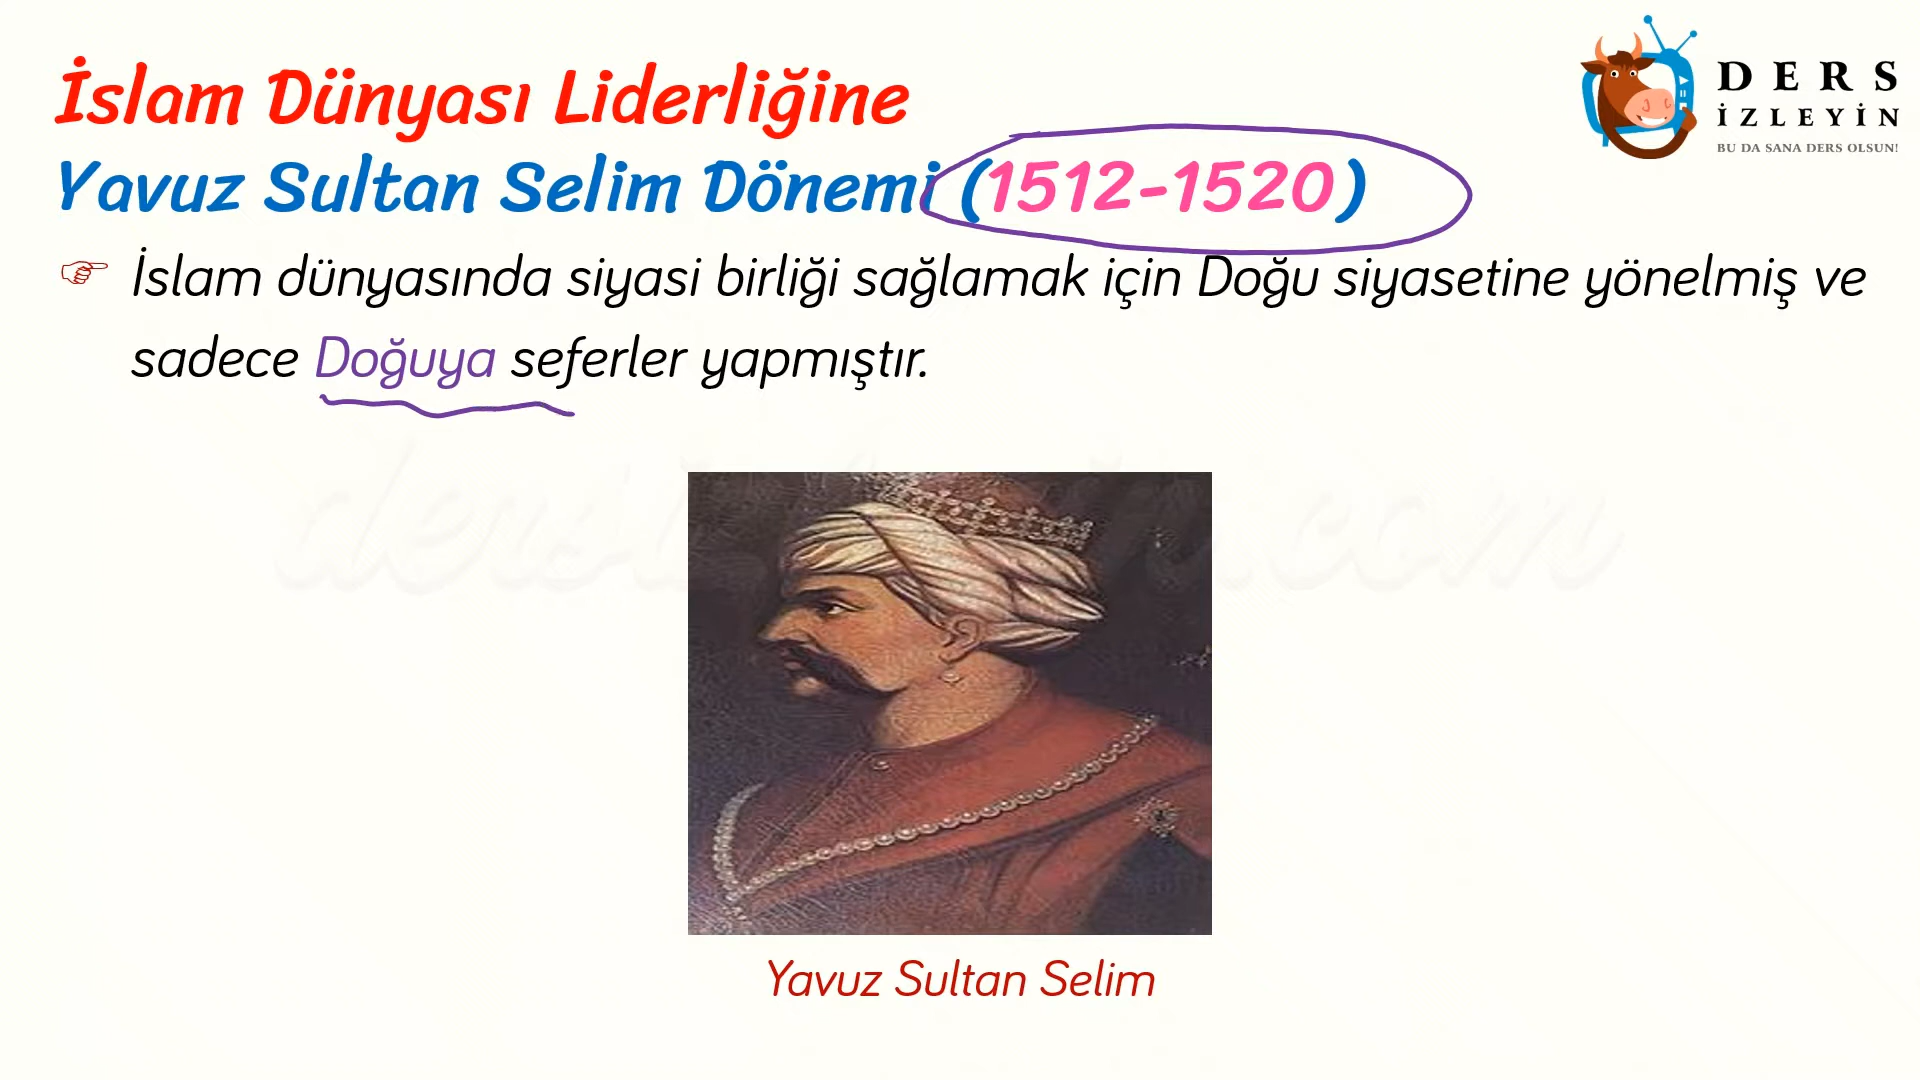 İslam Dünyası Liderliğine
Yavuz Sultan Selim Dönemi (1512-1520)
☞ İslam dünyasında siyasi birliği sağlamak için Doğu siyasetine yönelmiş ve
sadece Doğuya seferler yapmıştır.
Yavuz Sultan Selim
DERS
İZLEYİN
BU DA SANA DERS OLSUN!